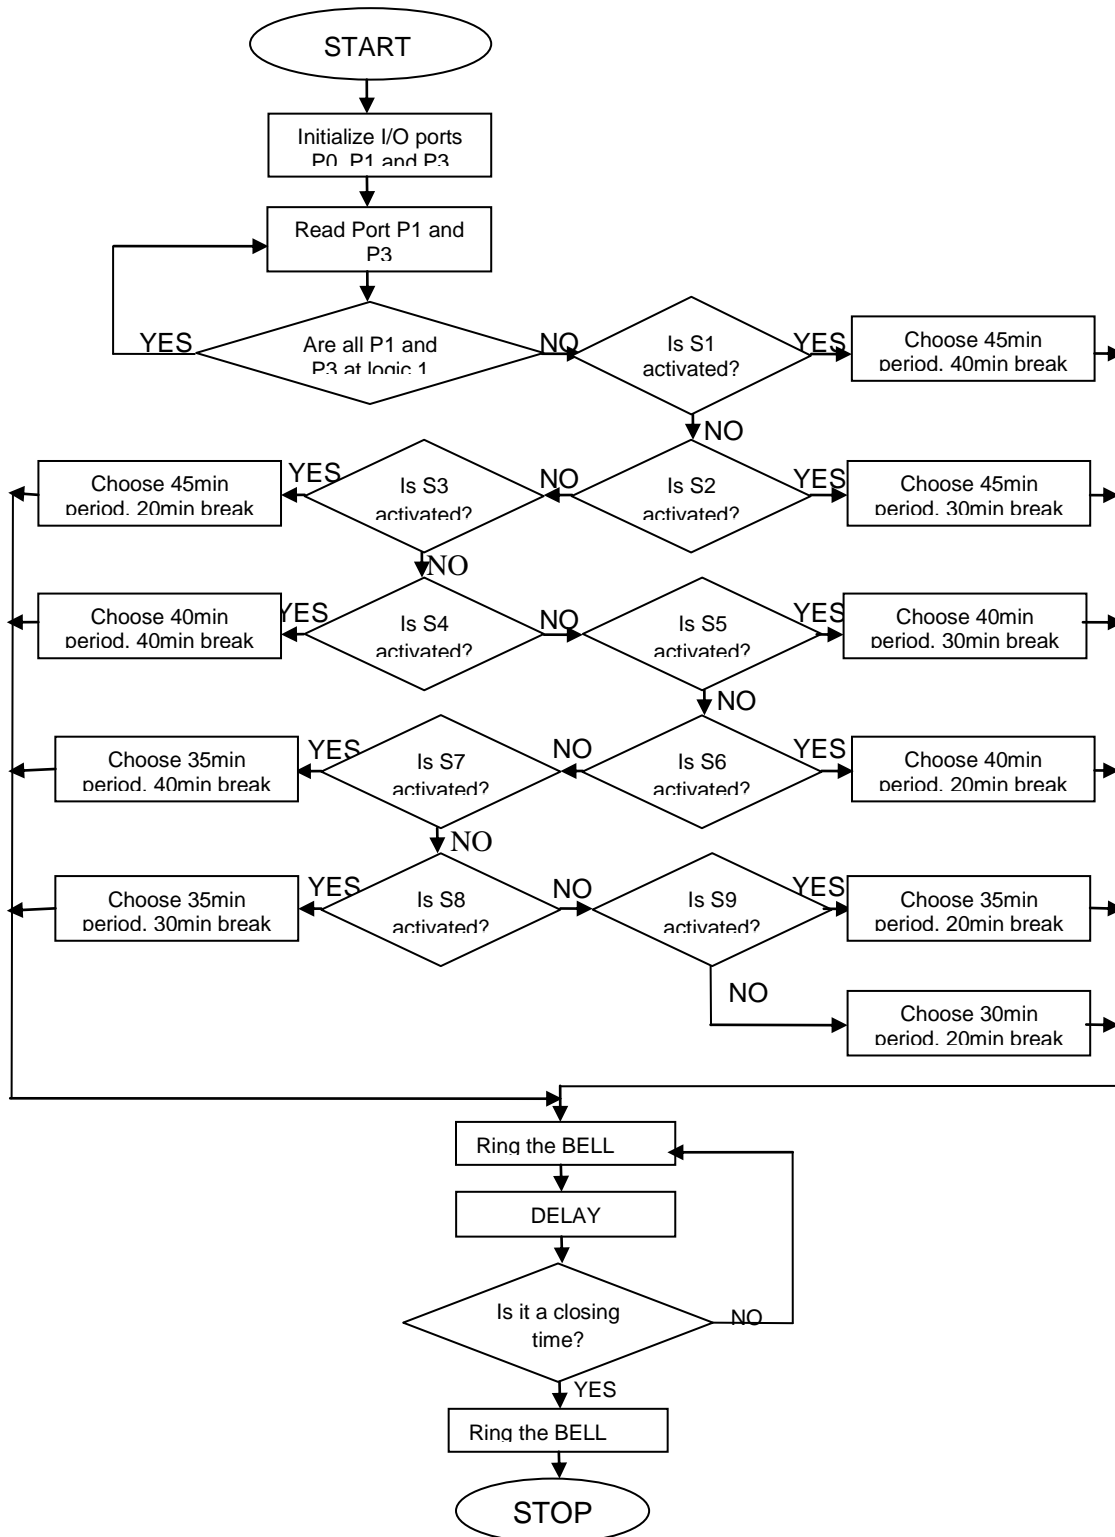 START
Initialize I/O ports
P0, P1 and P3
Read Port P1 and
P3
YES
Are all P1 and
P3 at logic 1
NO
Is S1
activated?
YES
Choose 45min
period, 40min break
NO
Choose 45min
period, 20min break
YES
Is S3
activated?
NO
Is S2
activated?
YES
Choose 45min
period, 30min break
NO
Choose 40min
period, 40min break
YES
Is S4
activated?
NO
Is S5
activated?
YES
Choose 40min
period, 30min break
NO
Choose 35min
period, 40min break
YES
Is S7
activated?
NO
Is S6
activated?
YES
Choose 40min
period, 20min break
NO
Choose 35min
period, 30min break
YES
Is S8
activated?
NO
Is S9
activated?
YES
Choose 35min
period, 20min break
NO
Choose 30min
period, 20min break
Ring the BELL
DELAY
Is it a closing
time?
NO
YES
Ring the BELL
STOP